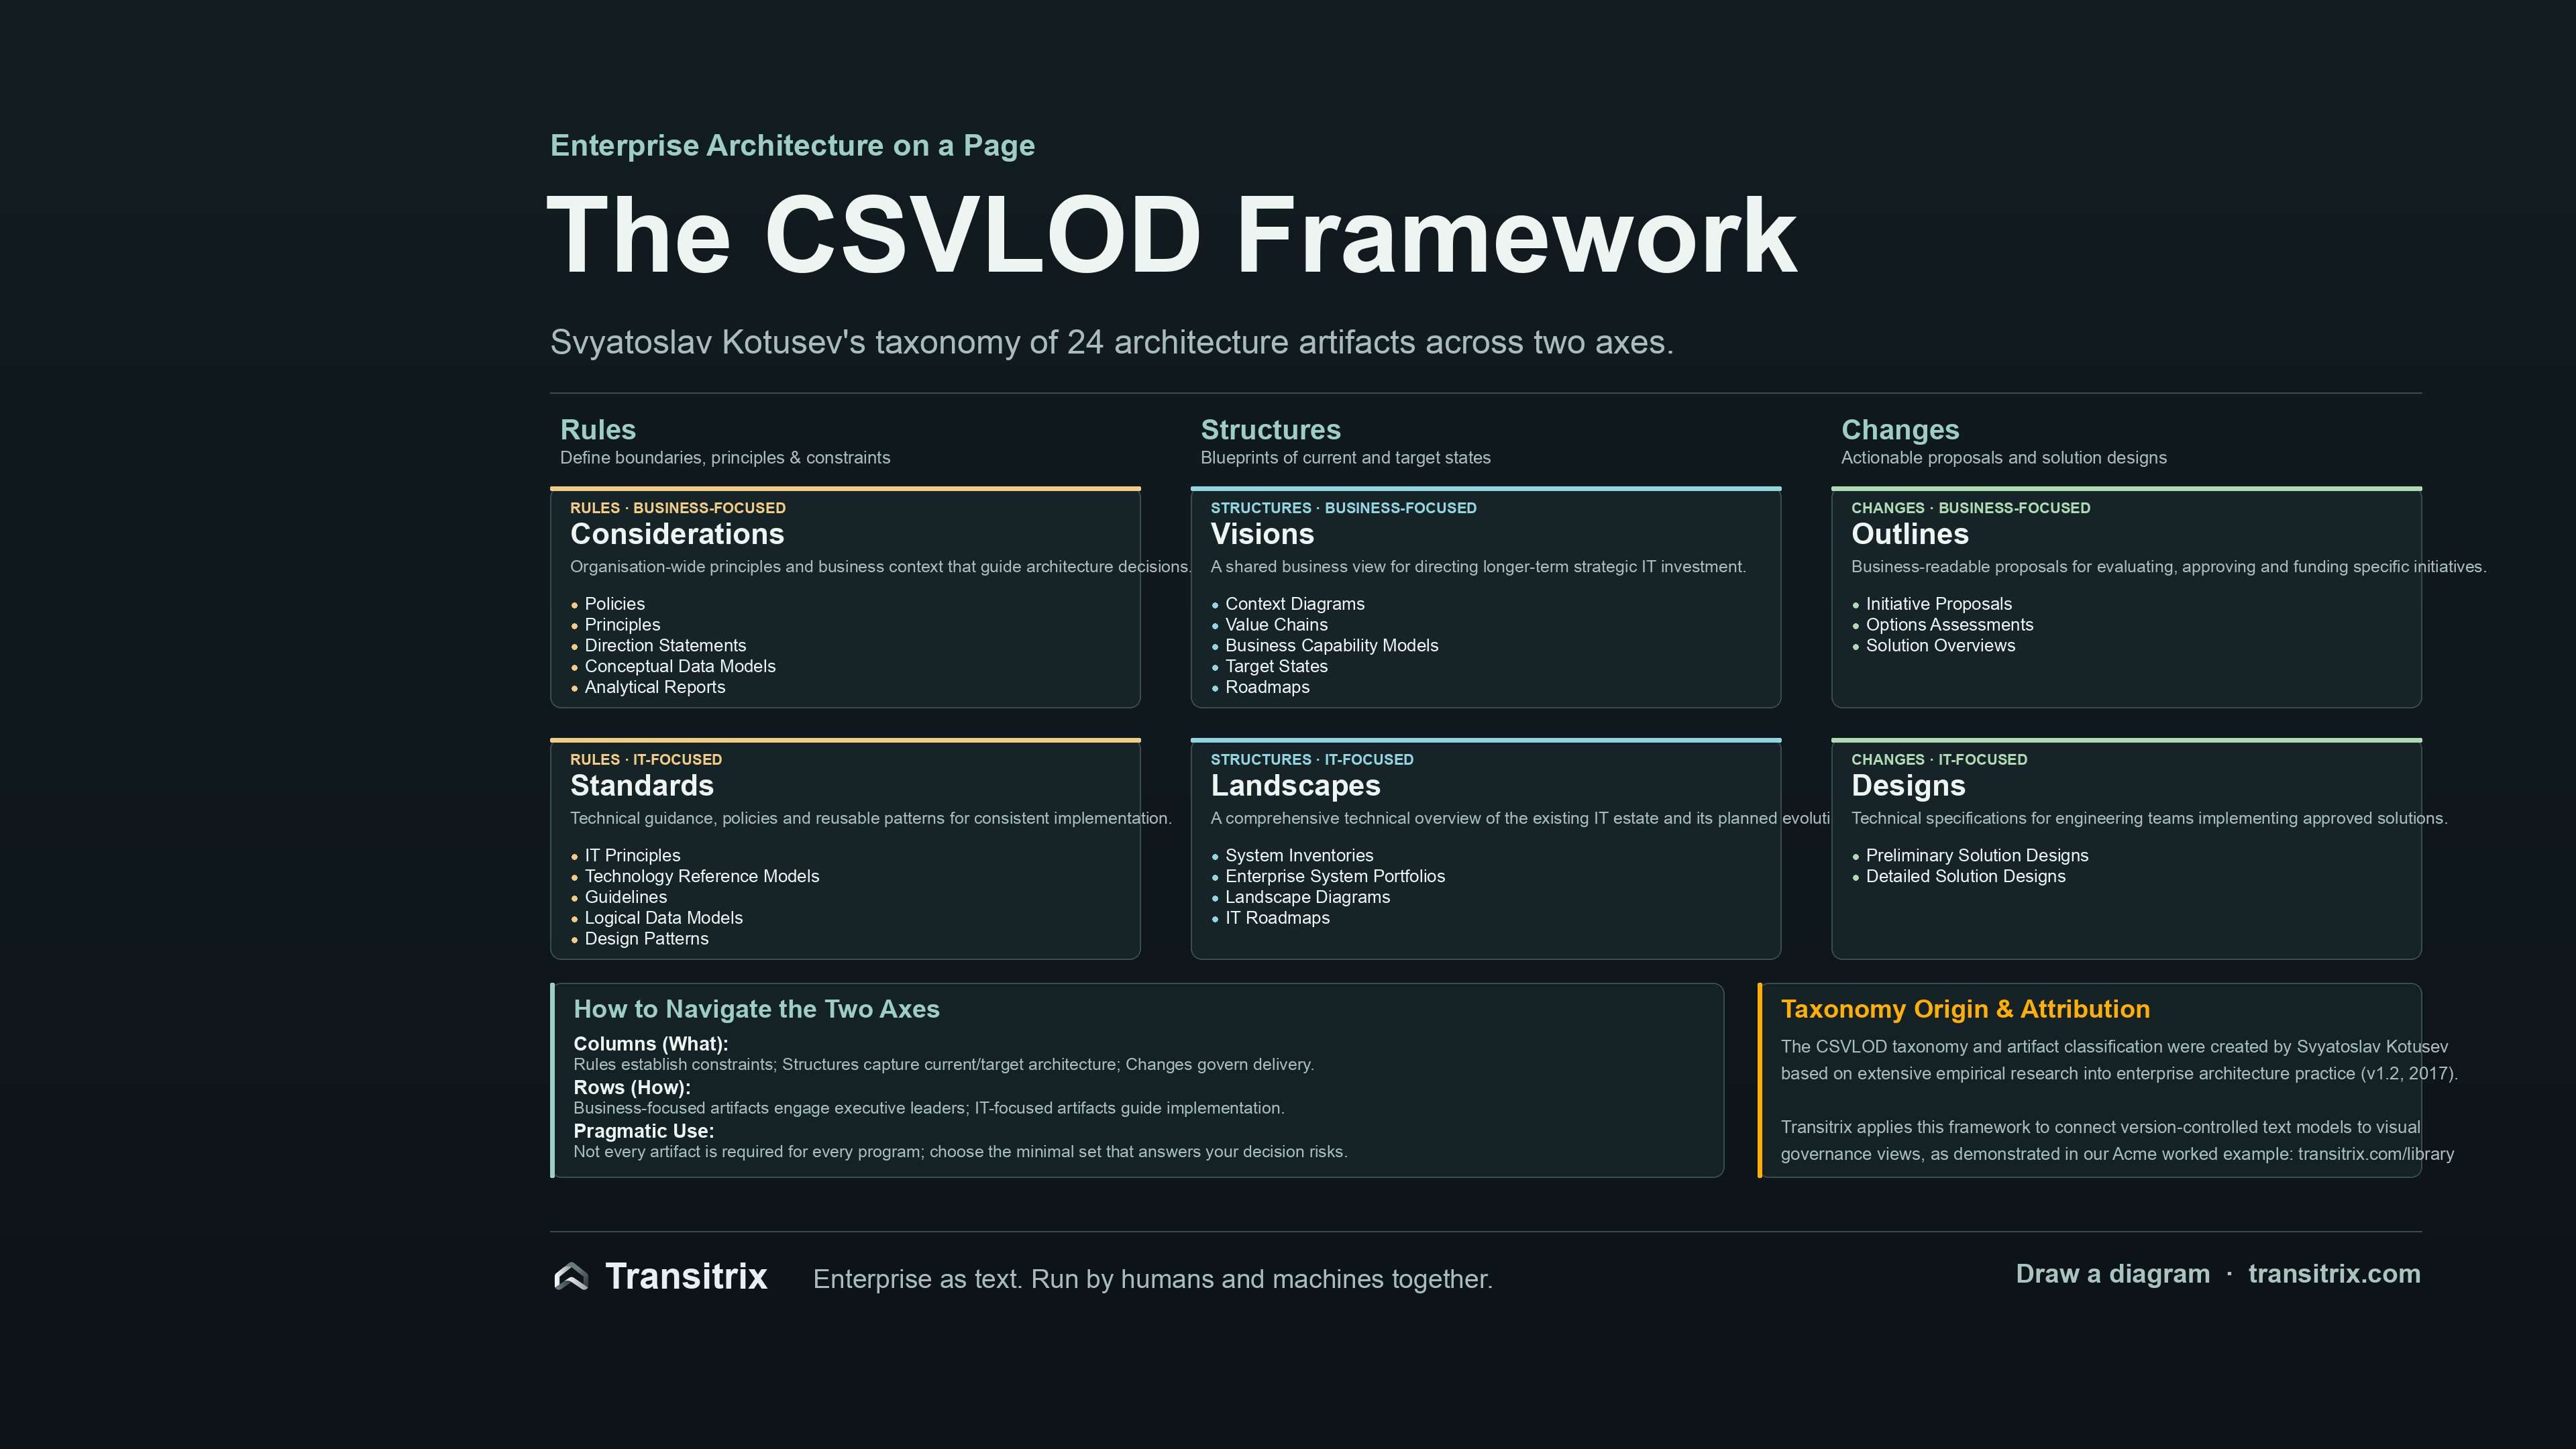 Enterprise Architecture on a Page
The CSVLOD Framework
Svyatoslav Kotusev's taxonomy of 24 architecture artifacts across two axes.
Rules
Define boundaries, principles & constraints
Structures
Blueprints of current and target states
Changes
Actionable proposals and solution designs
RULES · BUSINESS-FOCUSED
Considerations
Organisation-wide principles and business context that guide architecture decisions.
• Policies
• Principles
• Direction Statements
• Conceptual Data Models
• Analytical Reports
STRUCTURES · BUSINESS-FOCUSED
Visions
A shared business view for directing longer-term strategic IT investment.
• Context Diagrams
• Value Chains
• Business Capability Models
• Target States
• Roadmaps
CHANGES · BUSINESS-FOCUSED
Outlines
Business-readable proposals for evaluating, approving and funding specific initiatives.
• Initiative Proposals
• Options Assessments
• Solution Overviews
RULES · IT-FOCUSED
Standards
Technical guidance, policies and reusable patterns for consistent implementation.
• IT Principles
• Technology Reference Models
• Guidelines
• Logical Data Models
• Design Patterns
STRUCTURES · IT-FOCUSED
Landscapes
A comprehensive technical overview of the existing IT estate and its planned evoluti
• System Inventories
• Enterprise System Portfolios
• Landscape Diagrams
• IT Roadmaps
CHANGES · IT-FOCUSED
Designs
Technical specifications for engineering teams implementing approved solutions.
• Preliminary Solution Designs
• Detailed Solution Designs
How to Navigate the Two Axes
Columns (What):
Rules establish constraints; Structures capture current/target architecture; Changes govern delivery.
Rows (How):
Business-focused artifacts engage executive leaders; IT-focused artifacts guide implementation.
Pragmatic Use:
Not every artifact is required for every program; choose the minimal set that answers your decision risks.
Taxonomy Origin & Attribution
The CSVLOD taxonomy and artifact classification were created by Svyatoslav Kotusev
based on extensive empirical research into enterprise architecture practice (v1.2, 2017).
Transitrix applies this framework to connect version-controlled text models to visual
governance views, as demonstrated in our Acme worked example: transitrix.com/library
Transitrix
Enterprise as text. Run by humans and machines together.
Draw a diagram · transitrix.com